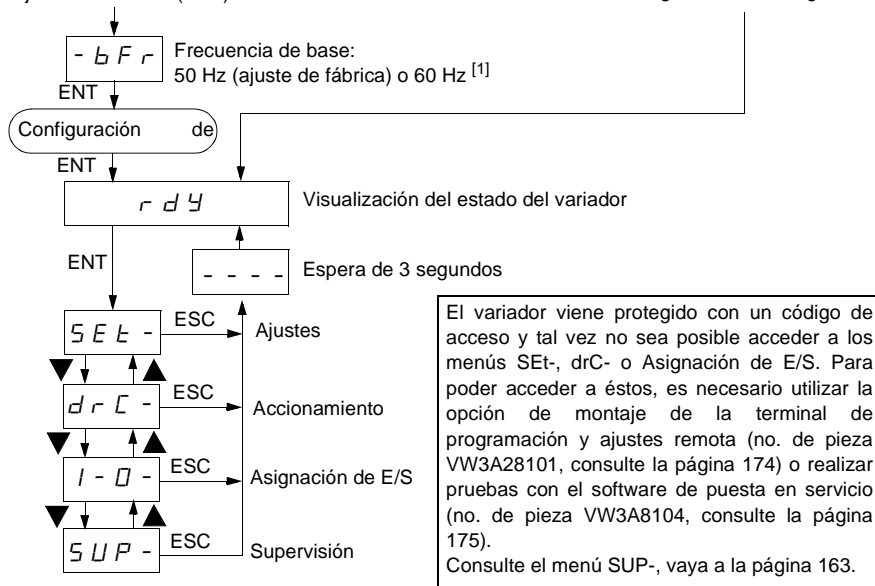 - b F r
Frecuencia de base:
50 Hz (ajuste de fábrica) o 60 Hz [1]
ENT
Configuración de
ENT
r d Y
Visualización del estado del variador
ENT
- - - -
Espera de 3 segundos
S E t -
ESC
Ajustes
d r C -
ESC
Accionamiento
I - O -
ESC
Asignación de E/S
S U P -
ESC
Supervisión
El variador viene protegido con un código de
acceso y tal vez no sea posible acceder a los
menús SEt-, drC- o Asignación de E/S. Para
poder acceder a éstos, es necesario utilizar la
opción de montaje de la terminal de
programación y ajustes remota (no. de pieza
VW3A28101, consulte la página 174) o realizar
pruebas con el software de puesta en servicio
(no. de pieza VW3A8104, consulte la página
175).
Consulte el menú SUP-, vaya a la página 163.